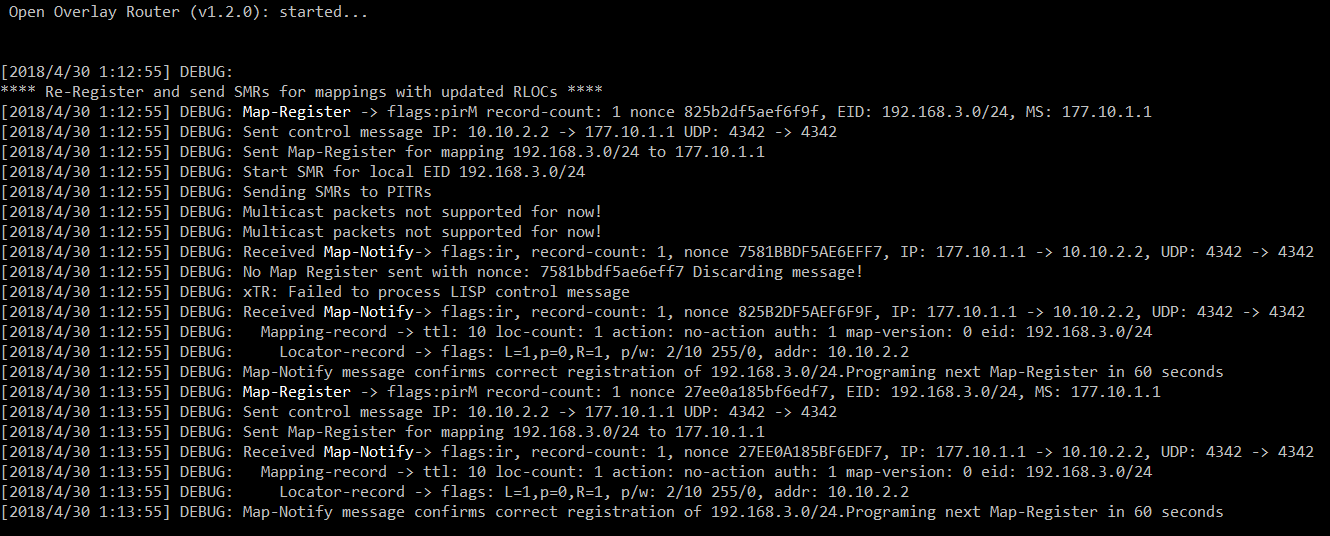 Open Overlay Router (v1.2.0): started...
[2018/4/30 1:12:55] DEBUG:
**** Re-Register and send SMRs for mappings with updated RLOCs ****
[2018/4/30 1:12:55] DEBUG: Map-Register -> flags:pirM record-count: 1 nonce 825b2df5aef6f9f, EID: 192.168.3.0/24, MS: 177.10.1.1
[2018/4/30 1:12:55] DEBUG: Sent control message IP: 10.10.2.2 -> 177.10.1.1 UDP: 4342 -> 4342
[2018/4/30 1:12:55] DEBUG: Sent Map-Register for mapping 192.168.3.0/24 to 177.10.1.1
[2018/4/30 1:12:55] DEBUG: Start SMR for local EID 192.168.3.0/24
[2018/4/30 1:12:55] DEBUG: Sending SMRs to PITRs
[2018/4/30 1:12:55] DEBUG: Multicast packets not supported for now!
[2018/4/30 1:12:55] DEBUG: Multicast packets not supported for now!
[2018/4/30 1:12:55] DEBUG: Received Map-Notify-> flags:ir, record-count: 1, nonce 7581BBDF5AE6EFF7, IP: 177.10.1.1 -> 10.10.2.2, UDP: 4342 -> 4342
[2018/4/30 1:12:55] DEBUG: No Map Register sent with nonce: 7581bbdf5ae6eff7 Discarding message!
[2018/4/30 1:12:55] DEBUG: xTR: Failed to process LISP control message
[2018/4/30 1:12:55] DEBUG: Received Map-Notify-> flags:ir, record-count: 1, nonce 825B2DF5AEF6F9F, IP: 177.10.1.1 -> 10.10.2.2, UDP: 4342 -> 4342
[2018/4/30 1:12:55] DEBUG:   Mapping-record -> ttl: 10 loc-count: 1 action: no-action auth: 1 map-version: 0 eid: 192.168.3.0/24
[2018/4/30 1:12:55] DEBUG:     Locator-record -> flags: L=1,p=0,R=1, p/w: 2/10 255/0, addr: 10.10.2.2
[2018/4/30 1:12:55] DEBUG: Map-Notify message confirms correct registration of 192.168.3.0/24.Programing next Map-Register in 60 seconds
[2018/4/30 1:13:55] DEBUG: Map-Register -> flags:pirM record-count: 1 nonce 27ee0a185bf6edf7, EID: 192.168.3.0/24, MS: 177.10.1.1
[2018/4/30 1:13:55] DEBUG: Sent control message IP: 10.10.2.2 -> 177.10.1.1 UDP: 4342 -> 4342
[2018/4/30 1:13:55] DEBUG: Sent Map-Register for mapping 192.168.3.0/24 to 177.10.1.1
[2018/4/30 1:13:55] DEBUG: Received Map-Notify-> flags:ir, record-count: 1, nonce 27EE0A185BF6EDF7, IP: 177.10.1.1 -> 10.10.2.2, UDP: 4342 -> 4342
[2018/4/30 1:13:55] DEBUG:   Mapping-record -> ttl: 10 loc-count: 1 action: no-action auth: 1 map-version: 0 eid: 192.168.3.0/24
[2018/4/30 1:13:55] DEBUG:     Locator-record -> flags: L=1,p=0,R=1, p/w: 2/10 255/0, addr: 10.10.2.2
[2018/4/30 1:13:55] DEBUG: Map-Notify message confirms correct registration of 192.168.3.0/24.Programing next Map-Register in 60 seconds